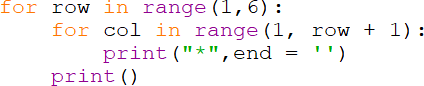 for row in range(1,6):
    for col in range(1, row + 1):
        print("*",end = '')
    print()